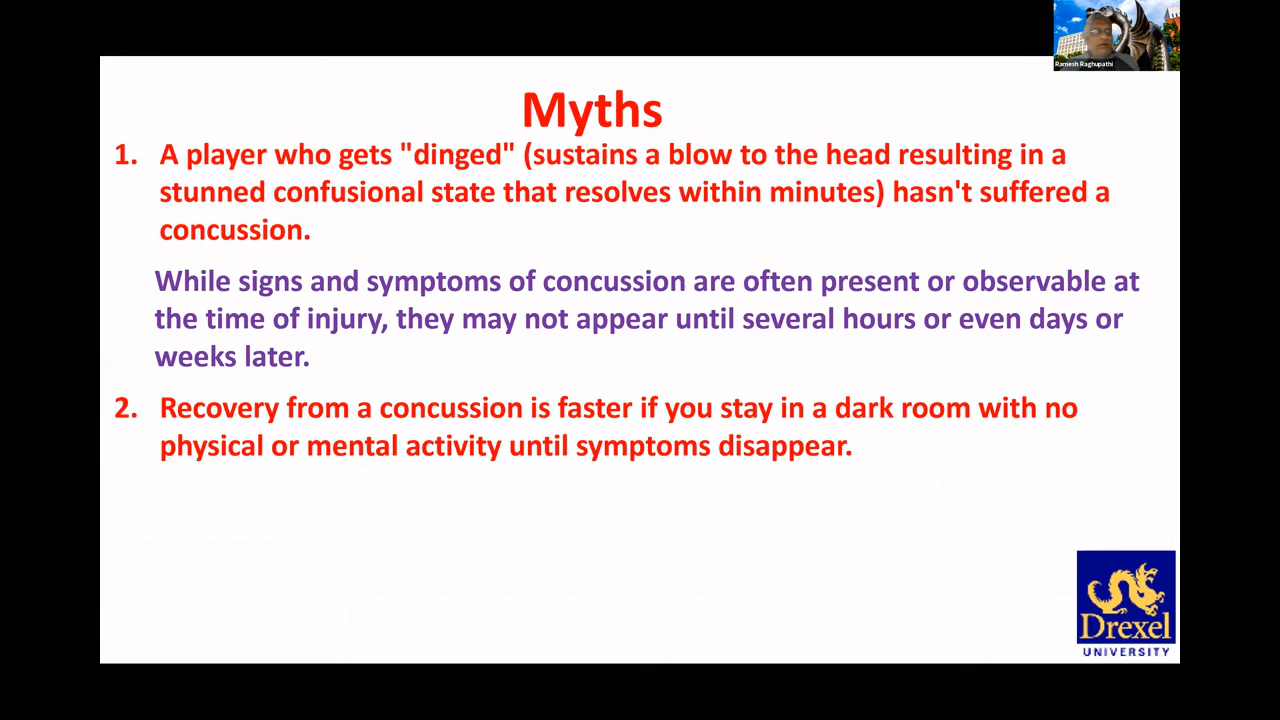 Ramesh Raghupathi
Myths
1. A player who gets "dinged" (sustains a blow to the head resulting in a
stunned confusional state that resolves within minutes) hasn't suffered a
concussion.
While signs and symptoms of concussion are often present or observable at
the time of injury, they may not appear until several hours or even days or
weeks later.
2. Recovery from a concussion is faster if you stay in a dark room with no
physical or mental activity until symptoms disappear.
Drexel
UNIVERSITY